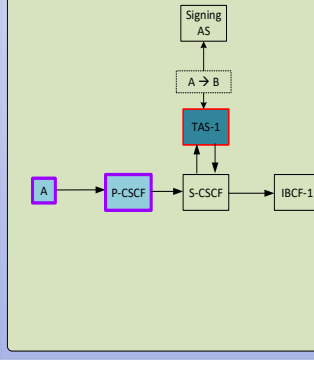 Signing
AS
A → B
TAS-1
A
P-CSCF
S-CSCF
IBCF-1